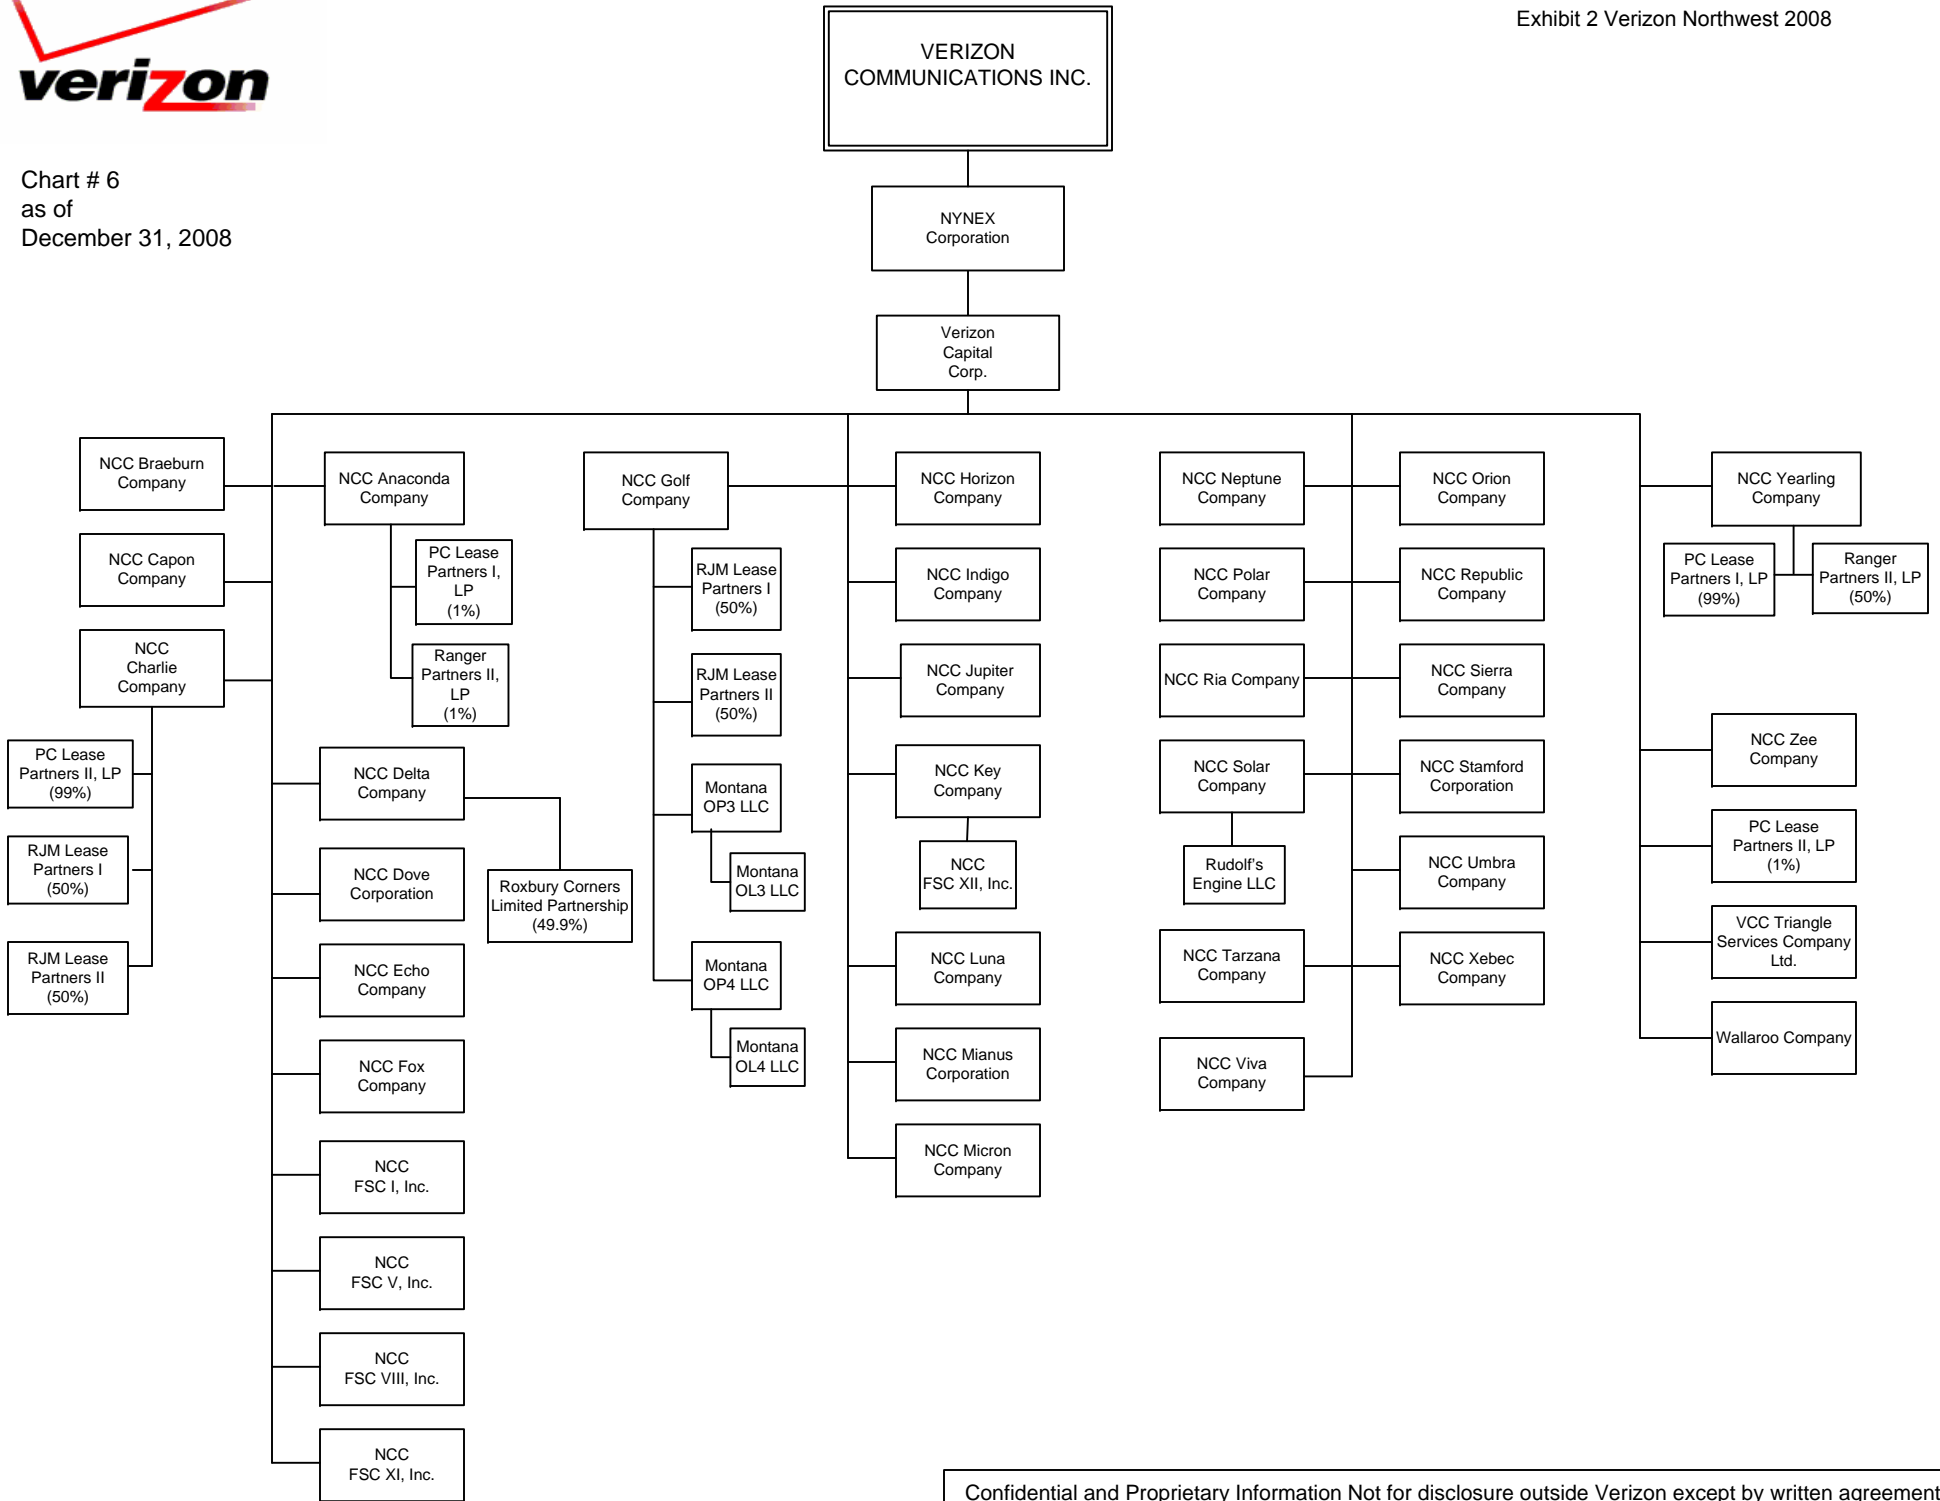 Exhibit 2 Verizon Northwest 2008
verizon
Chart # 6
as of
December 31, 2008
VERIZON
COMMUNICATIONS INC.
NYNEX
Corporation
Verizon
Capital
Corp.
NCC Braeburn
Company
NCC Capon
Company
NCC
Charlie
Company
PC Lease
Partners II, LP
(99%)
RJM Lease
Partners I
(50%)
RJM Lease
Partners II
(50%)
NCC Anaconda
Company
PC Lease
Partners I,
LP
(1%)
Ranger
Partners II,
LP
(1%)
NCC Delta
Company
Roxbury Corners
Limited Partnership
(49.9%)
NCC Dove
Corporation
NCC Echo
Company
NCC Fox
Company
NCC
FSC I, Inc.
NCC
FSC V, Inc.
NCC
FSC VIII, Inc.
NCC
FSC XI, Inc.
NCC Golf
Company
RJM Lease
Partners I
(50%)
RJM Lease
Partners II
(50%)
Montana
OP3 LLC
Montana
OL3 LLC
Montana
OP4 LLC
Montana
OL4 LLC
NCC Horizon
Company
NCC Indigo
Company
NCC Jupiter
Company
NCC Key
Company
NCC
FSC XII, Inc.
NCC Luna
Company
NCC Mianus
Corporation
NCC Micron
Company
NCC Neptune
Company
NCC Polar
Company
NCC Ria Company
NCC Solar
Company
Rudolf's
Engine LLC
NCC Tarzana
Company
NCC Viva
Company
NCC Orion
Company
NCC Republic
Company
NCC Sierra
Company
NCC Stamford
Corporation
NCC Umbra
Company
NCC Xebec
Company
NCC Yearling
Company
PC Lease
Partners I, LP
(99%)
Ranger
Partners II, LP
(50%)
NCC Zee
Company
PC Lease
Partners II, LP
(1%)
VCC Triangle
Services Company
Ltd.
Wallaroo Company
Confidential and Proprietary Information Not for disclosure outside Verizon except by written agreement